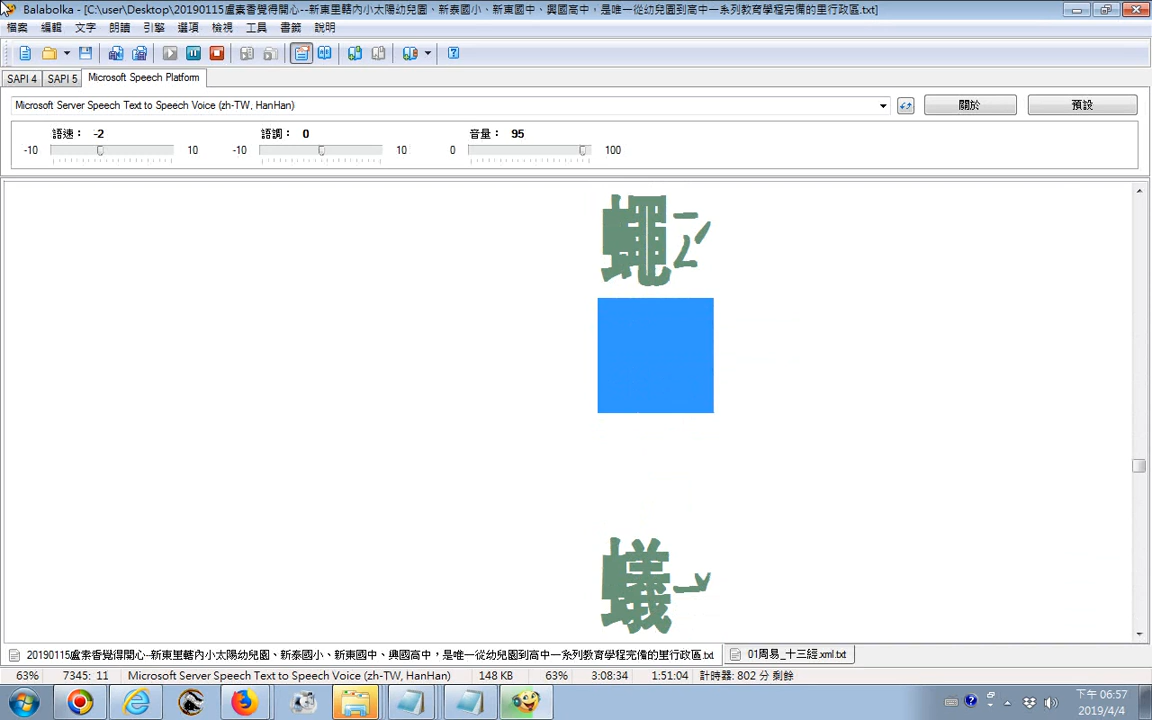 Balabolka - [C:\user\Desktop\20190115盧素香覺得開心--新東里轄內小太陽幼兒園、新泰國小、新東國中、興國高中，是唯一從幼兒園到高中一系列教育學程完備的里行政區.txt]
檔案 編輯 文字 朗讀 引擎 選項 檢視 工具 書籤 說明
SAPI 4 SAPI 5 Microsoft Speech Platform
Microsoft Server Speech Text to Speech Voice (zh-TW, HanHan) 關於 預設
語速： -2 語調： 0 音量： 95
-10 10 -10 10 0 100
蠅ㄧㄥˊ
蟻ㄧˇ
20190115盧素香覺得開心--新東里轄內小太陽幼兒園、新泰國小、新東國中、興國高中，是唯一從幼兒園到高中一系列教育學程完備的里行政區.txt 01周易_十三經.xml.txt
63% 7345: 11 Microsoft Server Speech Text to Speech Voice (zh-TW, HanHan) 148 KB 63% 3:08:34 1:51:04 計時器: 802 分 剩餘
下午 06:57
2019/4/4